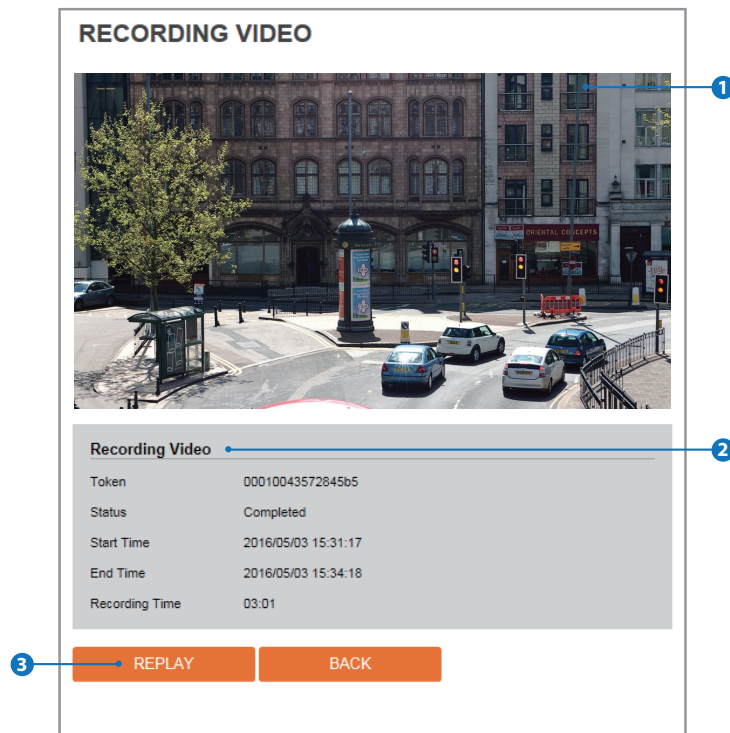 RECORDING VIDEO
1
ORIENTAL CONCEPTS
Recording Video
2
Token 00010043572845b5
Status Completed
Start Time 2016/05/03 15:31:17
End Time 2016/05/03 15:34:18
Recording Time 03:01
3
REPLAY BACK